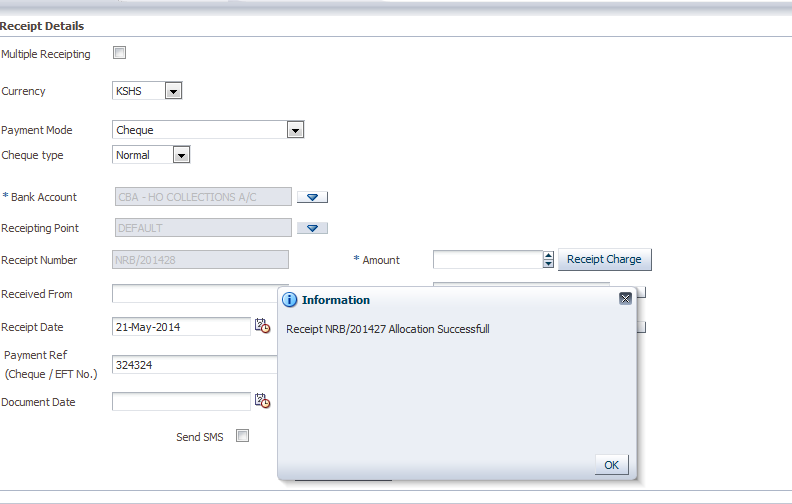 Receipt Details
Multiple Receipting
Currency KSHS
Payment Mode Cheque
Cheque type Normal
* Bank Account CBA - HO COLLECTIONS A/C
Receipting Point DEFAULT
Receipt Number NRB/201428 * Amount Receipt Charge
Received From
Information
Receipt Date 21-May-2014
Receipt NRB/201427 Allocation Successfull
Payment Ref
(Cheque / EFT No.) 324324
Document Date
Send SMS
OK